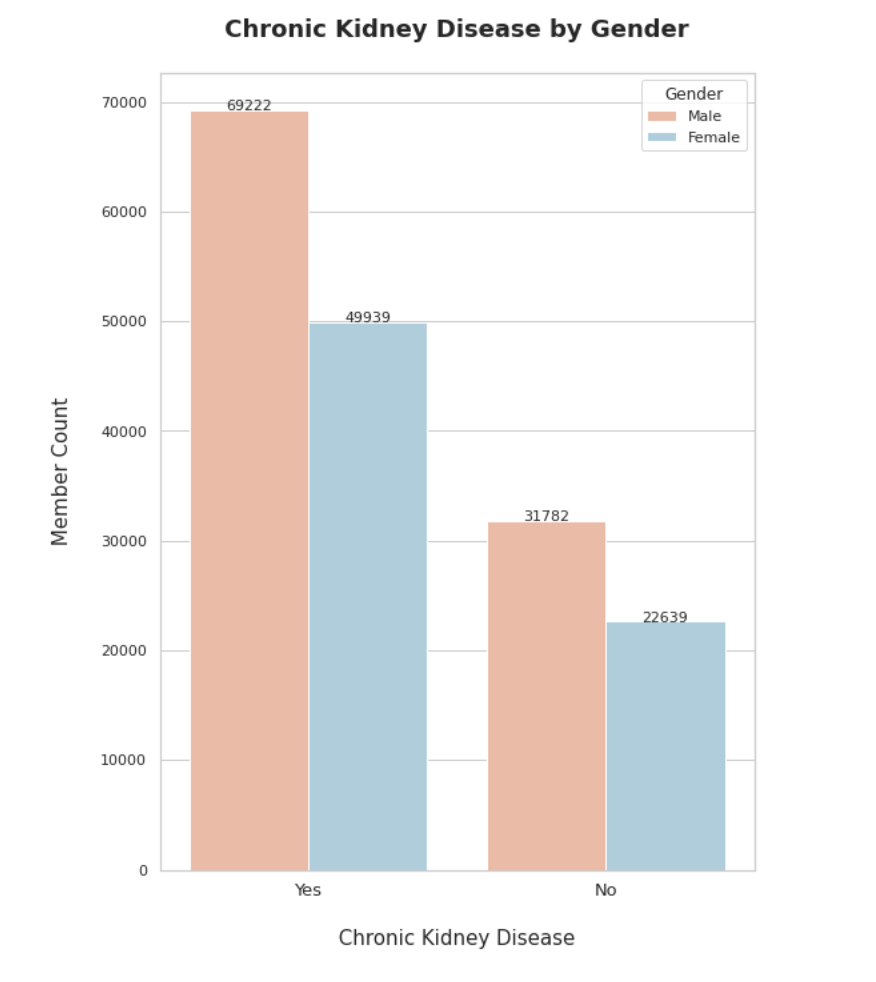 Chronic Kidney Disease by Gender
Gender
Male
Female
70000
60000
50000
40000
30000
20000
10000
0
69222
49939
31782
22639
Member Count
Yes
No
Chronic Kidney Disease